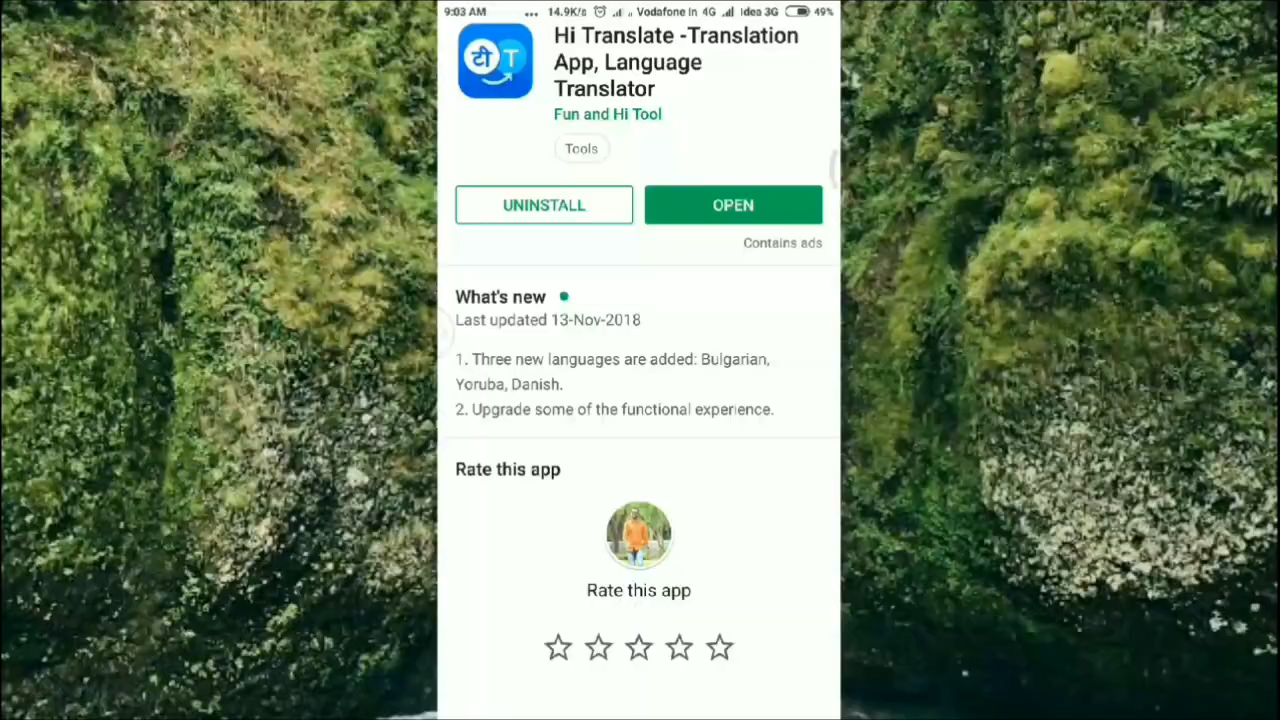 9:03 AM ... 14.9K/s Vodafone in 4G Idea 3G 49%
टी T
Hi Translate -Translation
App, Language
Translator
Fun and Hi Tool
Tools
UNINSTALL OPEN
Contains ads
What's new
Last updated 13-Nov-2018
1. Three new languages are added: Bulgarian,
Yoruba, Danish.
2. Upgrade some of the functional experience.
Rate this app
Rate this app